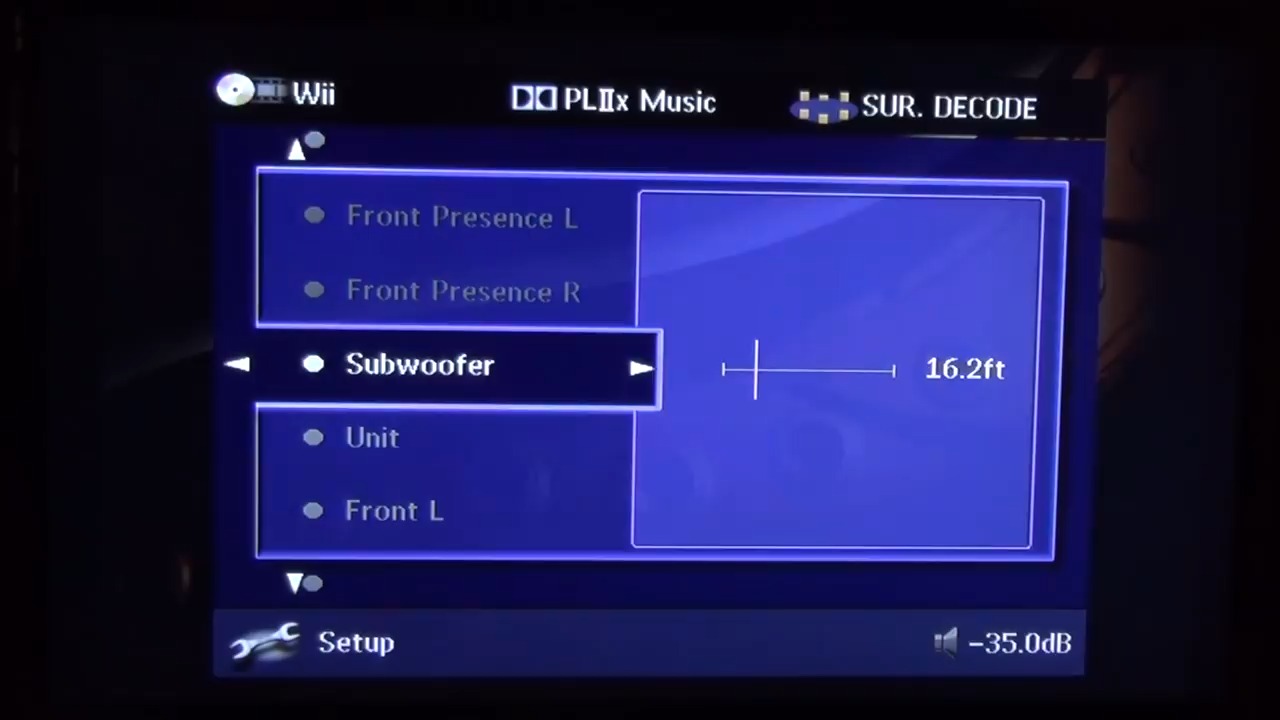 Wii
PLIIx Music
SUR. DECODE
Front Presence L
Front Presence R
Subwoofer
16.2ft
Unit
Front L
Setup
-35.0dB